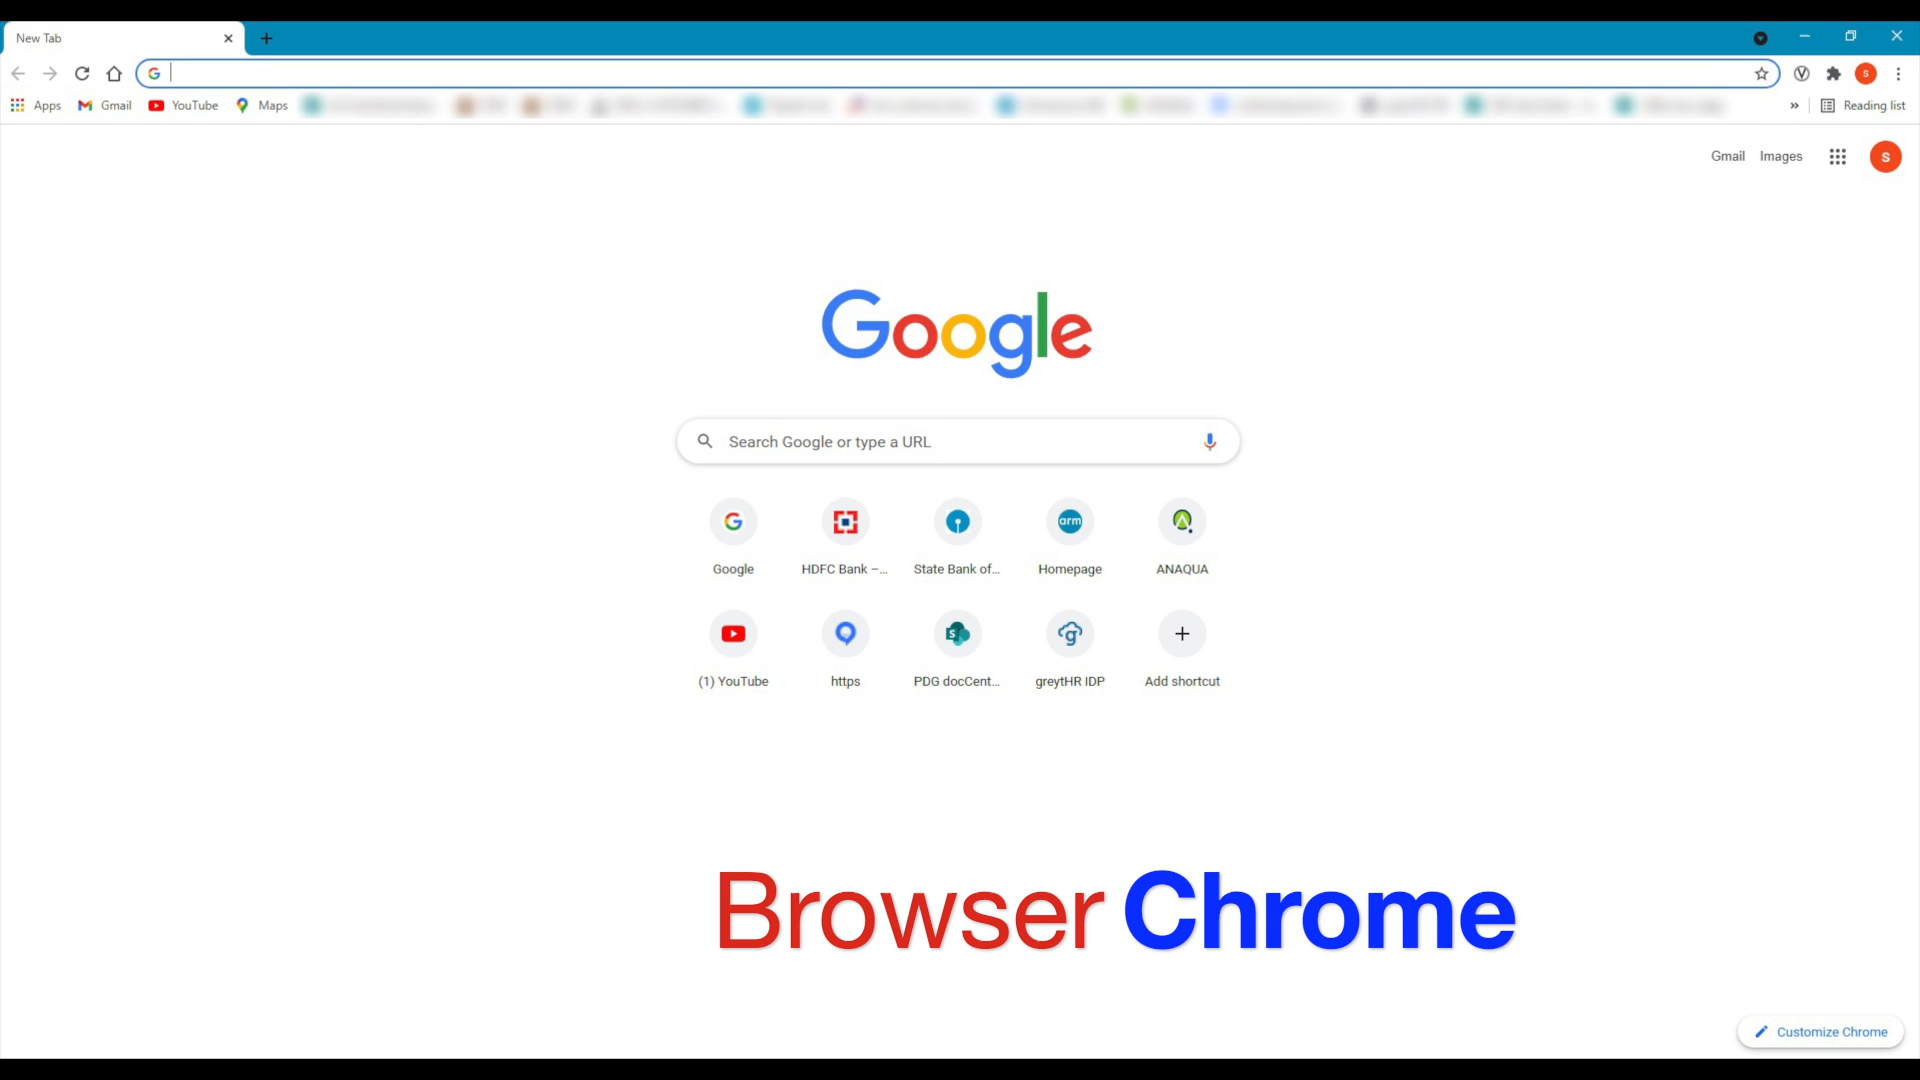 New Tab
Apps Gmail YouTube Maps » Reading list
Gmail Images S
Google
Search Google or type a URL
Google HDFC Bank –... State Bank of... arm Homepage ANAQUA
(1) YouTube https PDG docCent... greytHR IDP Add shortcut
Browser Chrome
Customize Chrome